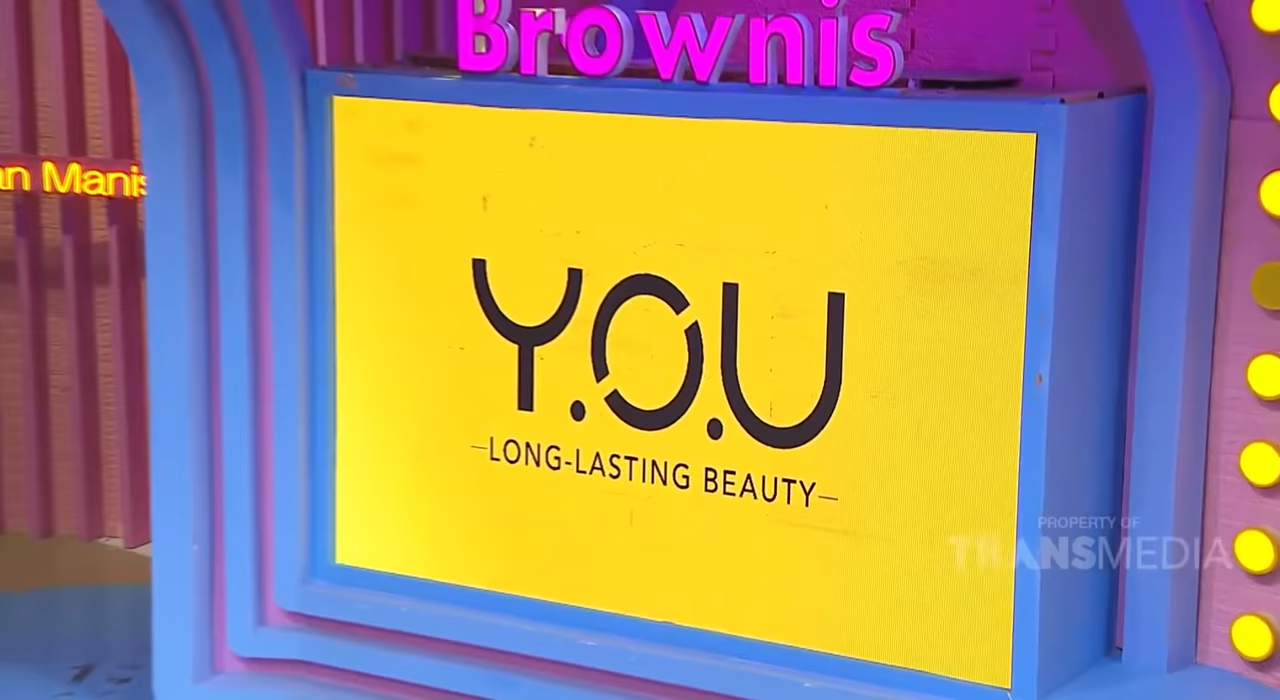 Brownis
an Manis
Y.O.U
—LONG-LASTING BEAUTY—
PROPERTY OF
TRANSMEDIA